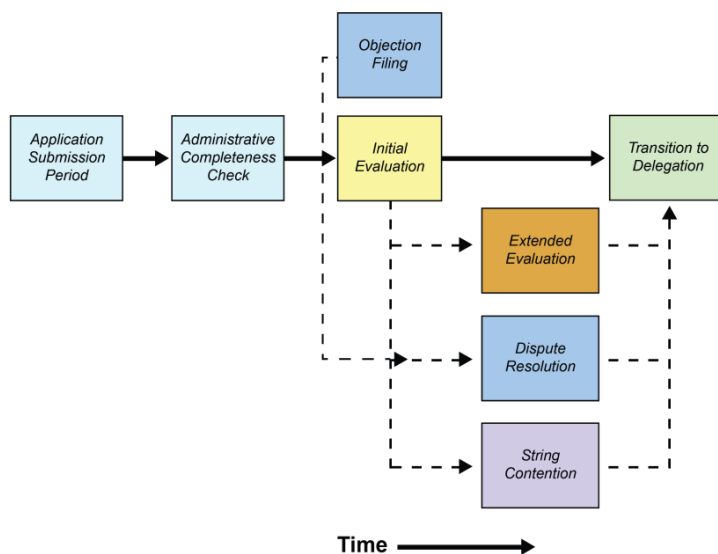 Objection
Filing
Application
Submission
Period
Administrative
Completeness
Check
Initial
Evaluation
Transition to
Delegation
Extended
Evaluation
Dispute
Resolution
String
Contention
Time